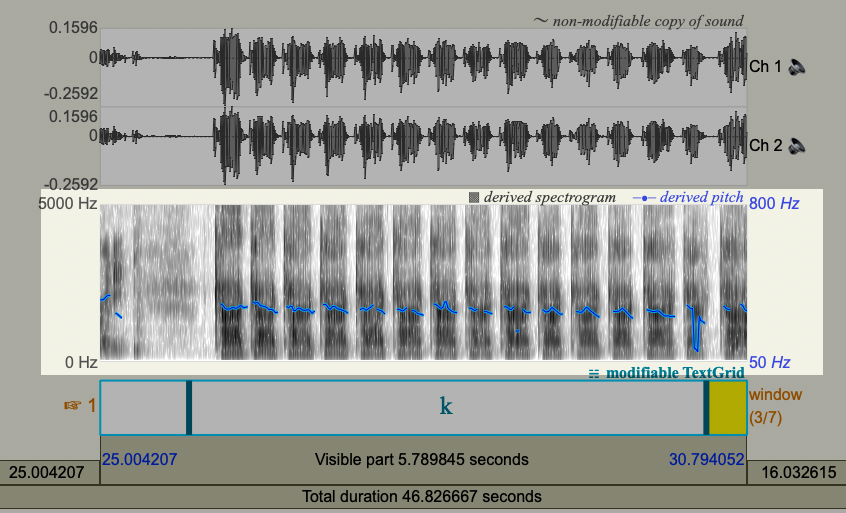 ~ non-modifiable copy of sound
0.1596
0
-0.2592
Ch 1
0.1596
0
-0.2592
Ch 2
derived spectrogram derived pitch
5000 Hz 800 Hz
0 Hz 50 Hz
modifiable TextGrid
1 k window
(3/7)
25.004207 Visible part 5.789845 seconds 30.794052
25.004207 16.032615
Total duration 46.826667 seconds